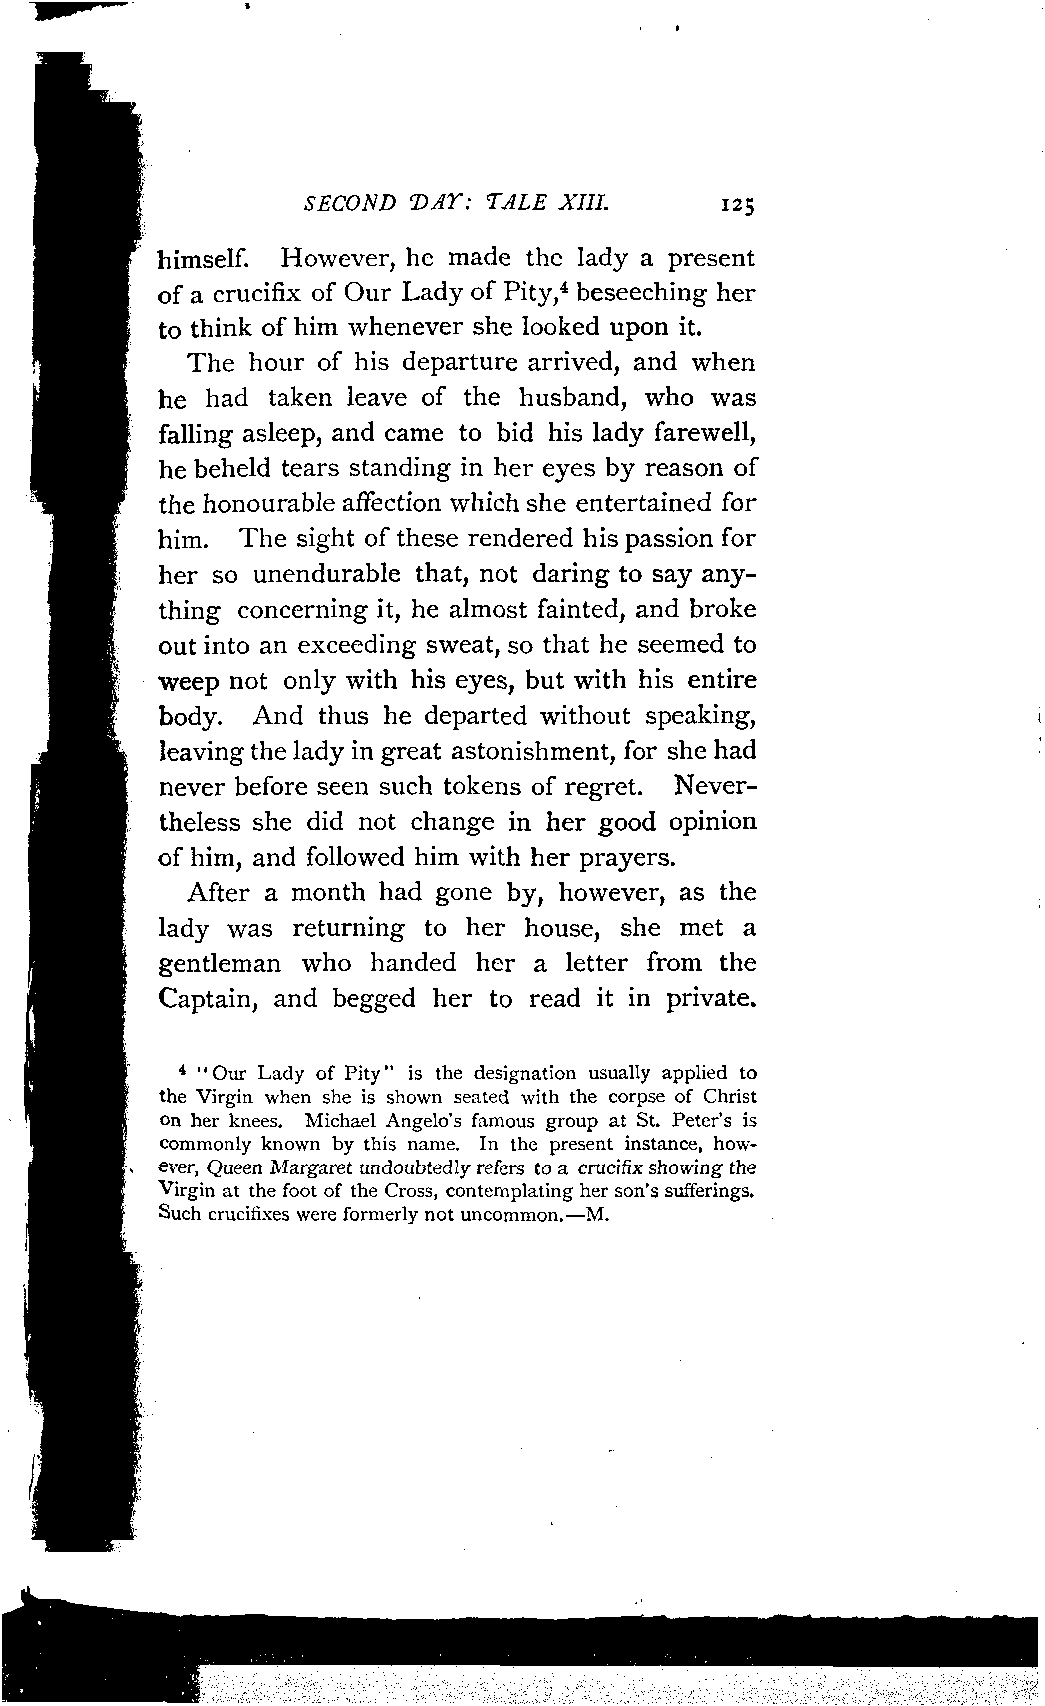 SECOND DAY: TALE XIII. 125
himself. However, he made the lady a present
of a crucifix of Our Lady of Pity,⁴ beseeching her
to think of him whenever she looked upon it.
The hour of his departure arrived, and when
he had taken leave of the husband, who was
falling asleep, and came to bid his lady farewell,
he beheld tears standing in her eyes by reason of
the honourable affection which she entertained for
him. The sight of these rendered his passion for
her so unendurable that, not daring to say any-
thing concerning it, he almost fainted, and broke
out into an exceeding sweat, so that he seemed to
weep not only with his eyes, but with his entire
body. And thus he departed without speaking,
leaving the lady in great astonishment, for she had
never before seen such tokens of regret. Never-
theless she did not change in her good opinion
of him, and followed him with her prayers.
After a month had gone by, however, as the
lady was returning to her house, she met a
gentleman who handed her a letter from the
Captain, and begged her to read it in private.
⁴ "Our Lady of Pity" is the designation usually applied to
the Virgin when she is shown seated with the corpse of Christ
on her knees. Michael Angelo's famous group at St. Peter's is
commonly known by this name. In the present instance, how-
ever, Queen Margaret undoubtedly refers to a crucifix showing the
Virgin at the foot of the Cross, contemplating her son's sufferings.
Such crucifixes were formerly not uncommon.—M.